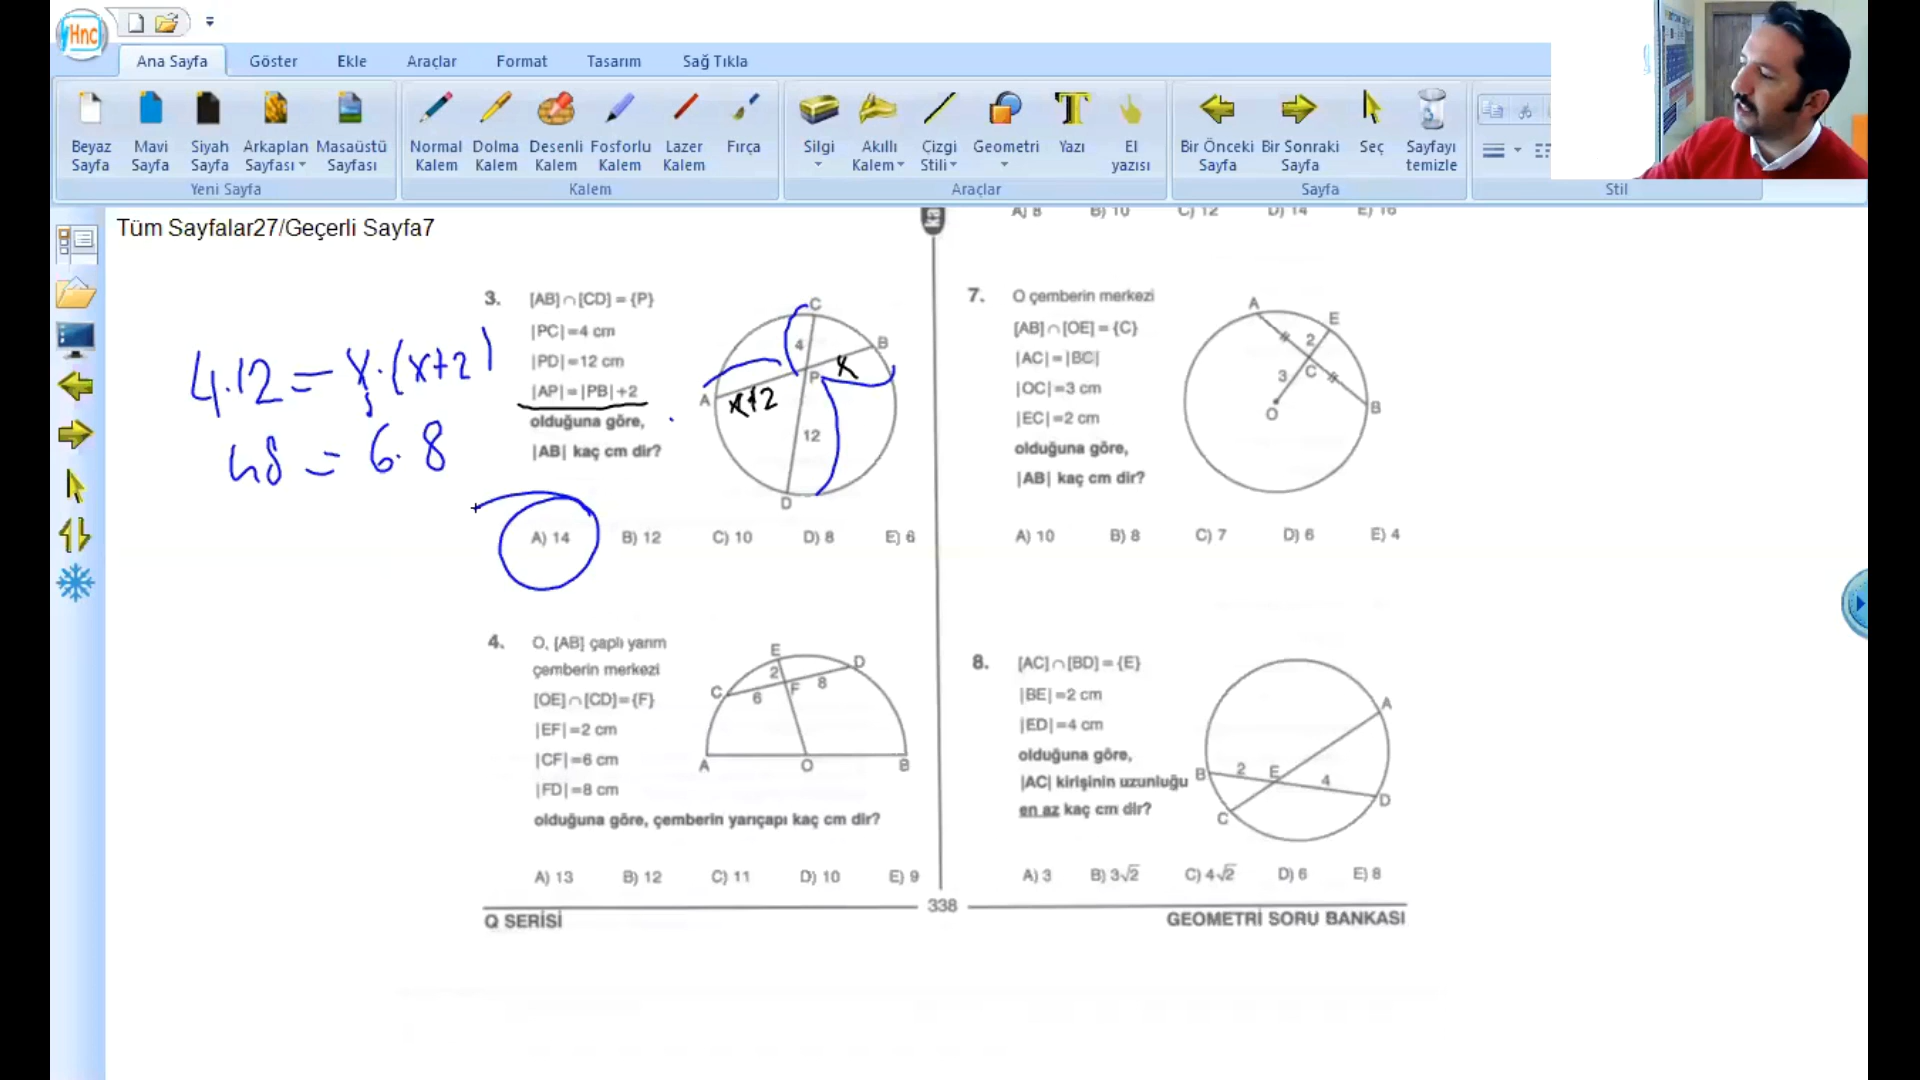 Hnc
Ana Sayfa Göster Ekle Araçlar Format Tasarım Sağ Tıkla
Beyaz Sayfa Mavi Sayfa Siyah Sayfa Arkaplan Sayfası Masaüstü Sayfası
Normal Kalem Dolma Kalem Desenli Kalem Fosforlu Kalem Lazer Kalem Fırça
Silgi Akıllı Kalem Çizgi Stili Geometri Yazı El yazısı
Bir Önceki Sayfa Bir Sonraki Sayfa Seç Sayfayı temizle
Yeni Sayfa Kalem Araçlar Sayfa Stil
Tüm Sayfalar27/Geçerli Sayfa7
4.12 = x.(x+2)
48 = 6.8
3. [AB]∩[CD]={P}
|PC|=4 cm
|PD|=12 cm
|AP|=|PB|+2
olduğuna göre,
|AB| kaç cm dir?
C
B
4
x
P
A
x+2
12
D
A) 14 B) 12 C) 10 D) 8 E) 6
4. O, [AB] çaplı yarım
çemberin merkezi
[OE]∩[CD]={F}
|EF|=2 cm
|CF|=6 cm
|FD|=8 cm
olduğuna göre, çemberin yarıçapı kaç cm dir?
E
D
2
C
6
F
8
A O B
A) 13 B) 12 C) 11 D) 10 E) 9
Q SERİSİ
A) 8 B) 10 C) 12 D) 14 E) 16
7. O çemberin merkezi
[AB]∩[OE]={C}
|AC|=|BC|
|OC|=3 cm
|EC|=2 cm
olduğuna göre,
|AB| kaç cm dir?
A
E
2
C
3
O
B
A) 10 B) 8 C) 7 D) 6 E) 4
8. [AC]∩[BD]={E}
|BE|=2 cm
|ED|=4 cm
olduğuna göre,
|AC| kirişinin uzunluğu
en az kaç cm dir?
A
B 2 E
4
D
C
A) 3 B) 3√2 C) 4√2 D) 6 E) 8
338
GEOMETRİ SORU BANKASI